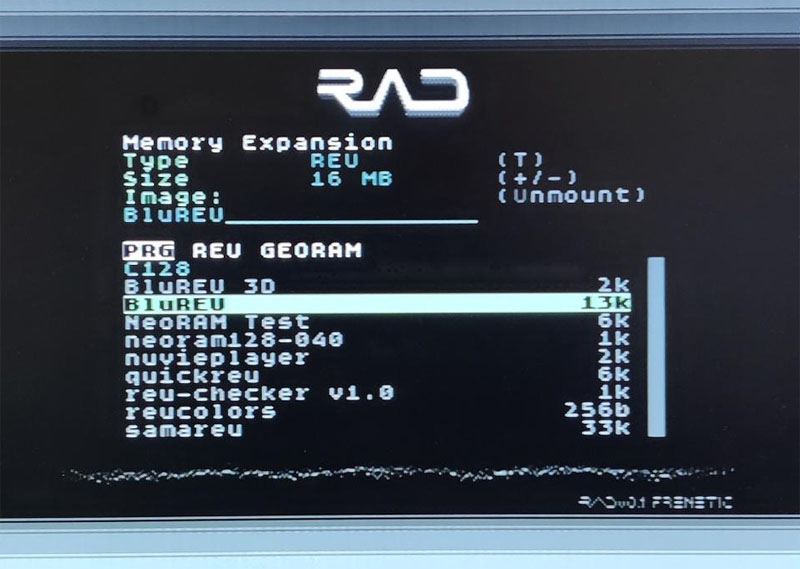 RAD
Memory Expansion
Type REU (T)
Size 16 MB (+/-)
Image: (Unmount)
BluREU
PRG REU GEORAM
C128
BluREU 3D 2k
BluREU 13k
NeoRAM Test 6k
neoram128-040 1k
nuvieplayer 2k
quickreu 6k
reu-checker v1.0 1k
reucolors 256b
samareu 33k
RAD v0.1 FRENETIC